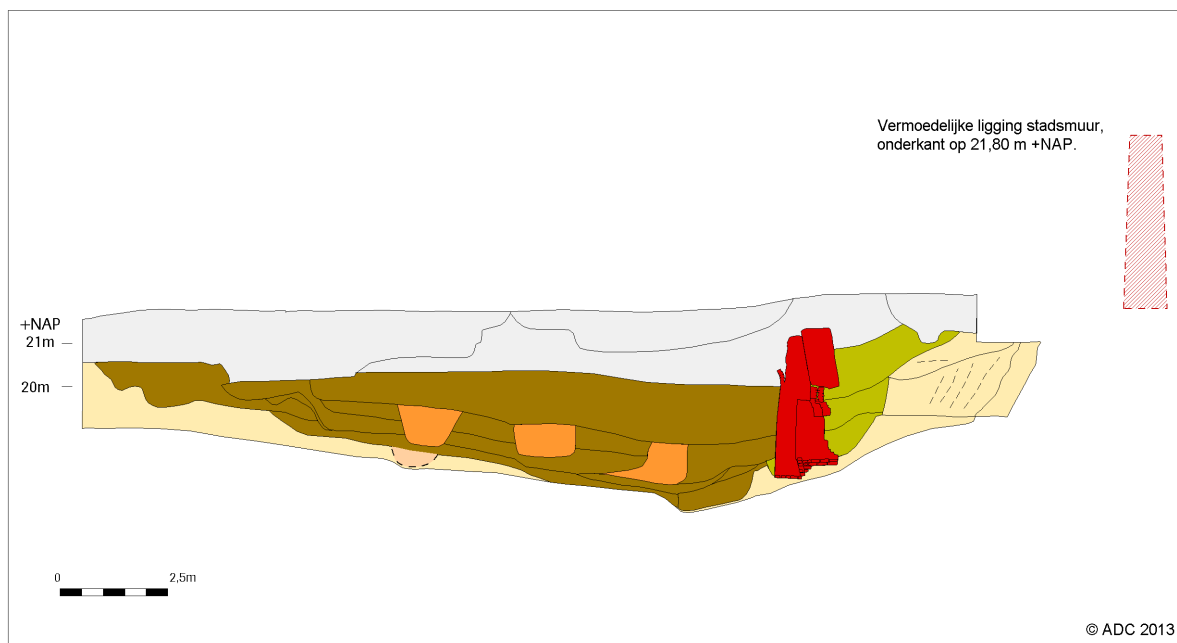 Vermoedelijke ligging stadsmuur,
onderkant op 21,80 m +NAP.
+NAP
21m
20m
0 2,5m
© ADC 2013